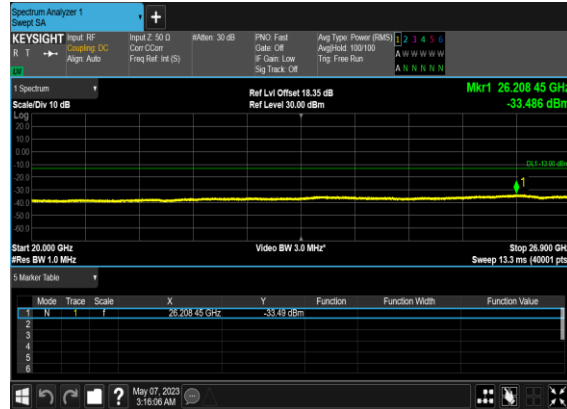 Spectrum Analyzer 1
Swept SA
+
KEYSIGHT Input: RF Input Z: 50 Ω #Atten: 30 dB PNO: Fast Avg Type: Power (RMS) 1 2 3 4 5 6
R T Coupling: DC Corr CCorr Gate: Off Avg|Hold: 100/100 A W W W W W
Align: Auto Freq Ref: Int (S) IF Gain: Low Trig: Free Run
Sig Track: Off A N N N N N
1 Spectrum Ref Lvl Offset 18.35 dB Mkr1 26.208 45 GHz
Scale/Div 10 dB Ref Level 30.00 dBm -33.486 dBm
Log
20.0
10.0
0.00
-10.0 DL1 -13.00 dBm
-20.0
-30.0 1
-40.0
-50.0
-60.0
Start 20.000 GHz Video BW 3.0 MHz* Stop 26.900 GHz
#Res BW 1.0 MHz Sweep 13.3 ms (40001 pts)
5 Marker Table
Mode Trace Scale X Y Function Function Width Function Value
1 N 1 f 26.208 45 GHz -33.49 dBm
2
3
4
5
6
? May 07, 2023
3:16:06 AM